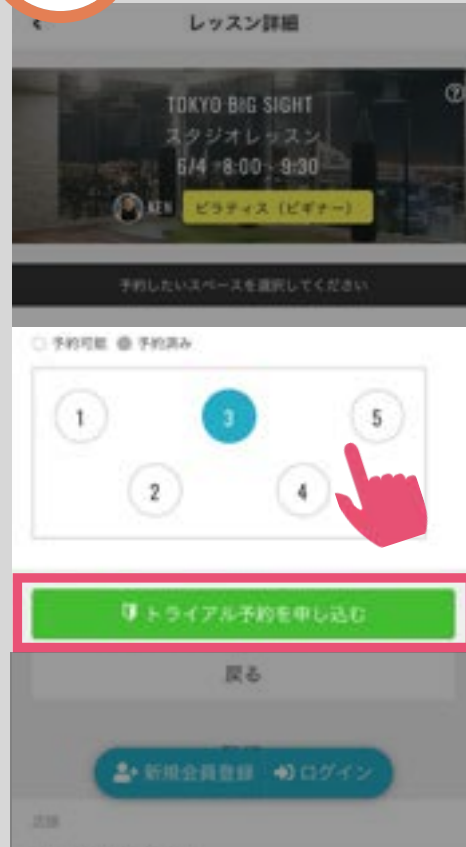 レッスン詳細
TOKYO BIG SIGHT
スタジオレッスン
6/4 8:00 - 9:30
KEN ピラティス（ビギナー）
予約したいスペースを選択してください
予約可能 予約済み
1 3 5
2 4
トライアル予約を申し込む
戻る
新規会員登録 ログイン
店舗